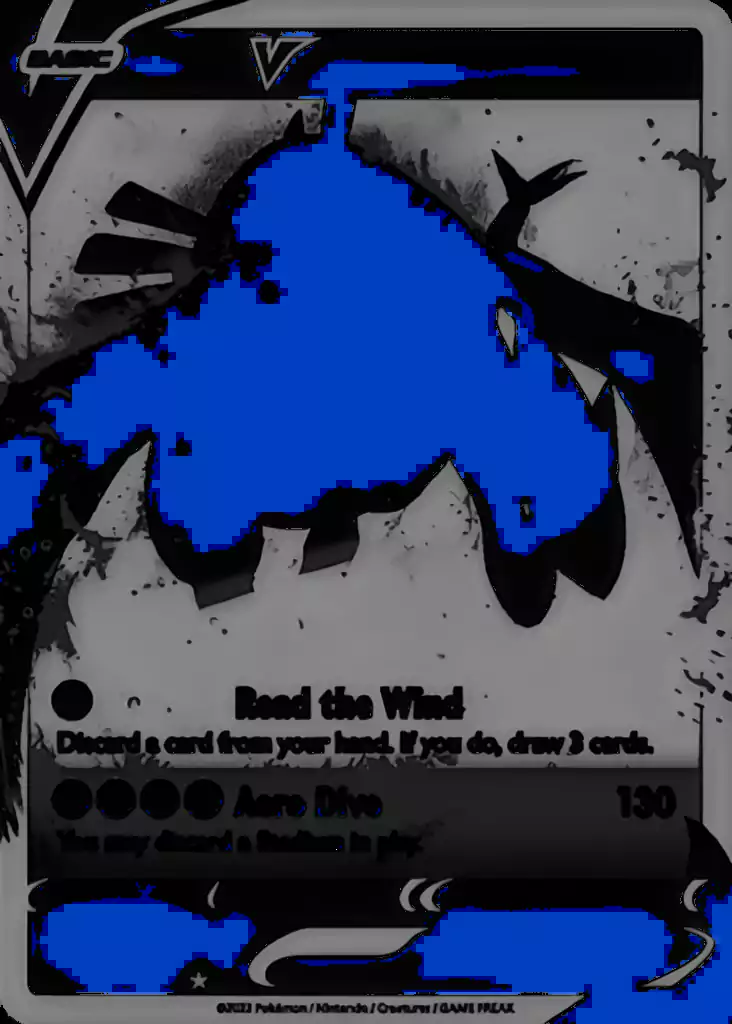 BASIC
V
Read the Wind
Discard a card from your hand. If you do, draw 3 cards.
Aero Dive 130
You may discard a Stadium in play.
©2022 Pokémon / Nintendo / Creatures / GAME FREAK